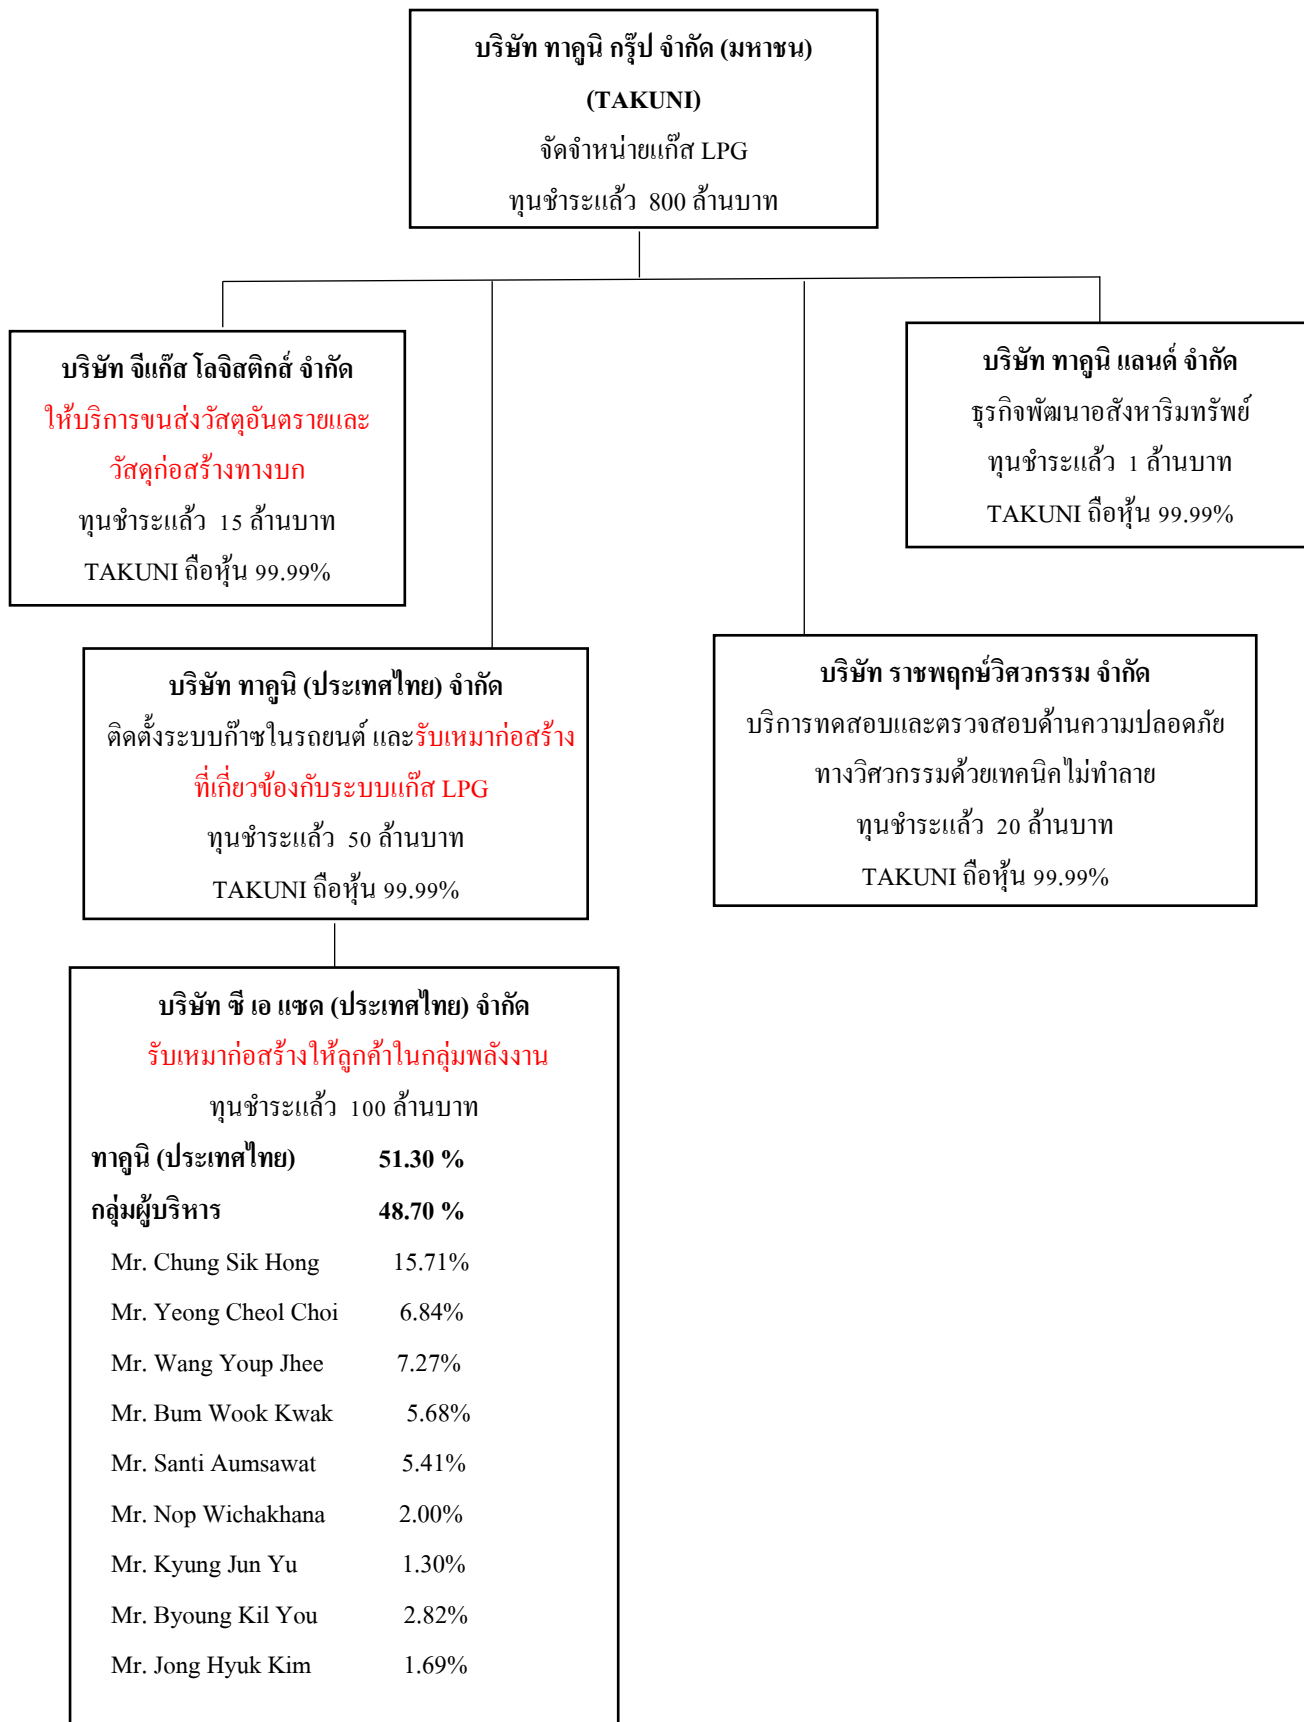 บริษัท ทาคูนิ กรุ๊ป จำกัด (มหาชน)
(TAKUNI)
จัดจำหน่ายแก๊ส LPG
ทุนชำระแล้ว 800 ล้านบาท
บริษัท จีแก๊ส โลจิสติกส์ จำกัด
ให้บริการขนส่งวัสตุอันตรายและ
วัสดุก่อสร้างทางบก
ทุนชำระแล้ว 15 ล้านบาท
TAKUNI ถือหุ้น 99.99%
บริษัท ทาคูนิ แลนด์ จำกัด
ธุรกิจพัฒนาอสังหาริมทรัพย์
ทุนชำระแล้ว 1 ล้านบาท
TAKUNI ถือหุ้น 99.99%
บริษัท ทาคูนิ (ประเทศไทย) จำกัด
ติดตั้งระบบก๊าซในรถยนต์ และรับเหมาก่อสร้าง
ที่เกี่ยวข้องกับระบบแก๊ส LPG
ทุนชำระแล้ว 50 ล้านบาท
TAKUNI ถือหุ้น 99.99%
บริษัท ราชพฤกษ์วิศวกรรม จำกัด
บริการทดสอบและตรวจสอบด้านความปลอดภัย
ทางวิศวกรรมด้วยเทคนิคไม่ทำลาย
ทุนชำระแล้ว 20 ล้านบาท
TAKUNI ถือหุ้น 99.99%
บริษัท ซี เอ แซด (ประเทศไทย) จำกัด
รับเหมาก่อสร้างให้ลูกค้าในกลุ่มพลังงาน
ทุนชำระแล้ว 100 ล้านบาท
ทาคูนิ (ประเทศไทย) 51.30 %
กลุ่มผู้บริหาร 48.70 %
Mr. Chung Sik Hong 15.71%
Mr. Yeong Cheol Choi 6.84%
Mr. Wang Youp Jhee 7.27%
Mr. Bum Wook Kwak 5.68%
Mr. Santi Aumsawat 5.41%
Mr. Nop Wichakhana 2.00%
Mr. Kyung Jun Yu 1.30%
Mr. Byoung Kil You 2.82%
Mr. Jong Hyuk Kim 1.69%